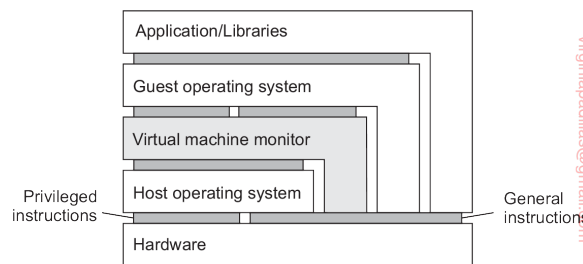 Application/Libraries
Guest operating system
Virtual machine monitor
Host operating system
Privileged
instructions
General
instructions
Hardware